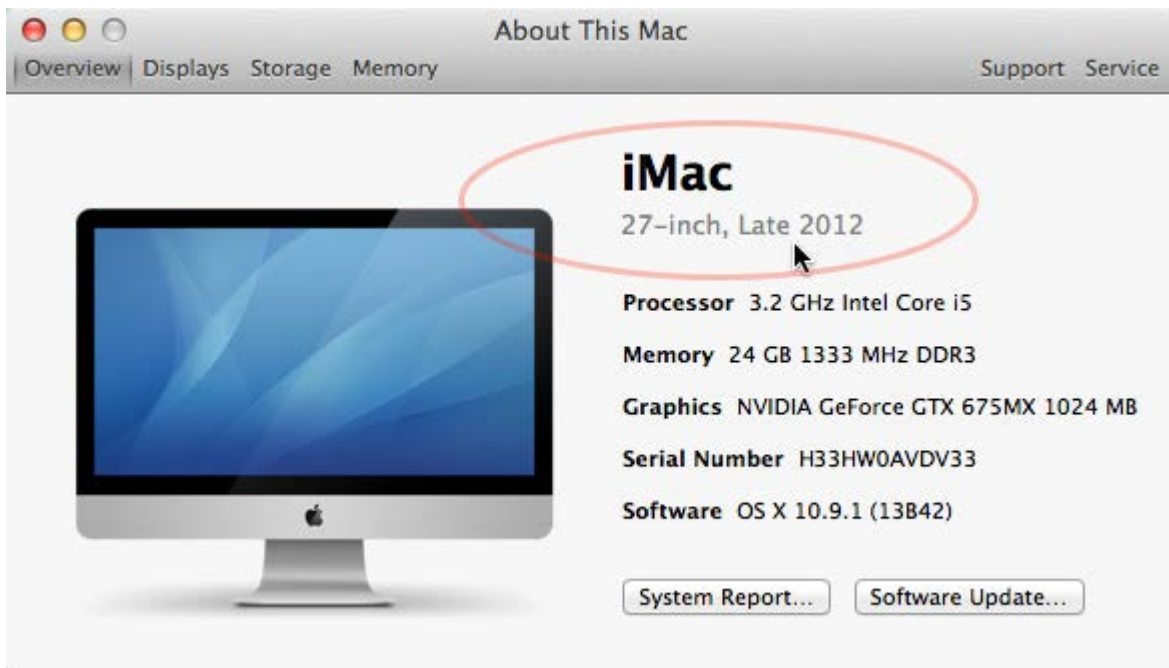 About This Mac
Overview Displays Storage Memory Support Service
iMac
27-inch, Late 2012
Processor 3.2 GHz Intel Core i5
Memory 24 GB 1333 MHz DDR3
Graphics NVIDIA GeForce GTX 675MX 1024 MB
Serial Number H33HW0AVDV33
Software OS X 10.9.1 (13B42)
System Report... Software Update...